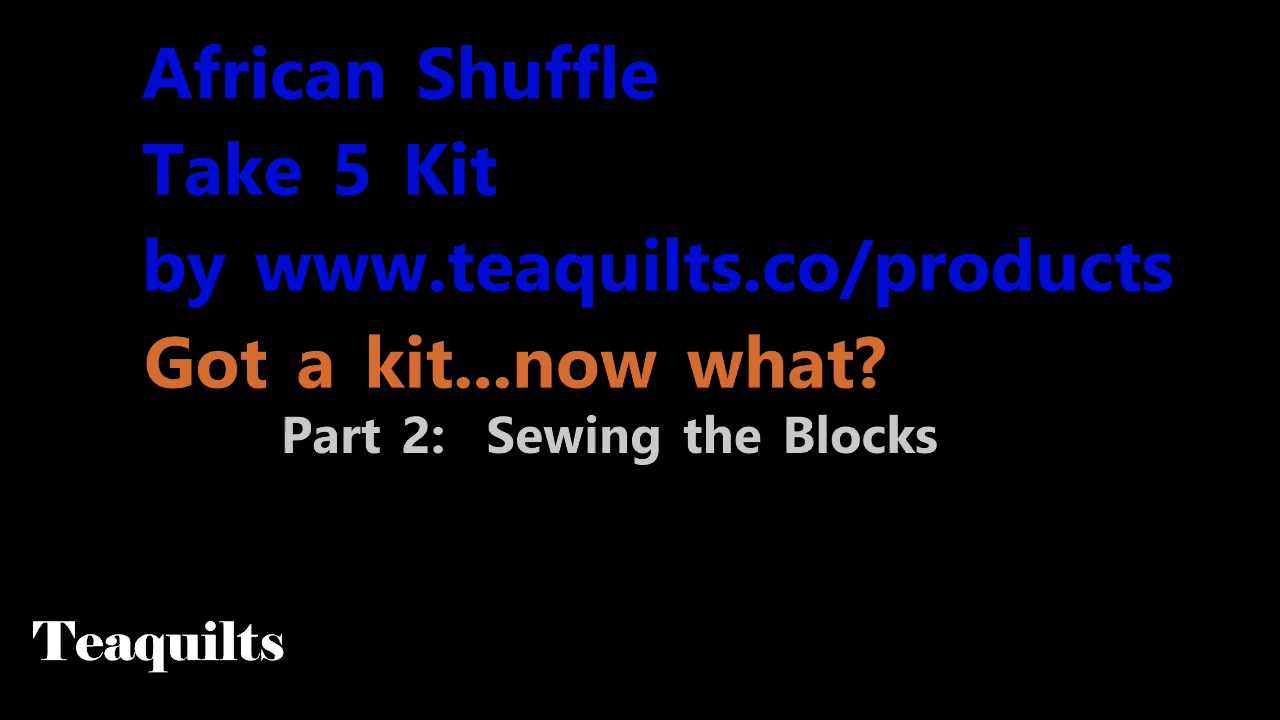 African Shuffle
Take 5 Kit
by www.teaquilts.co/products
Got a kit...now what?
Part 2: Sewing the Blocks
Teaquilts